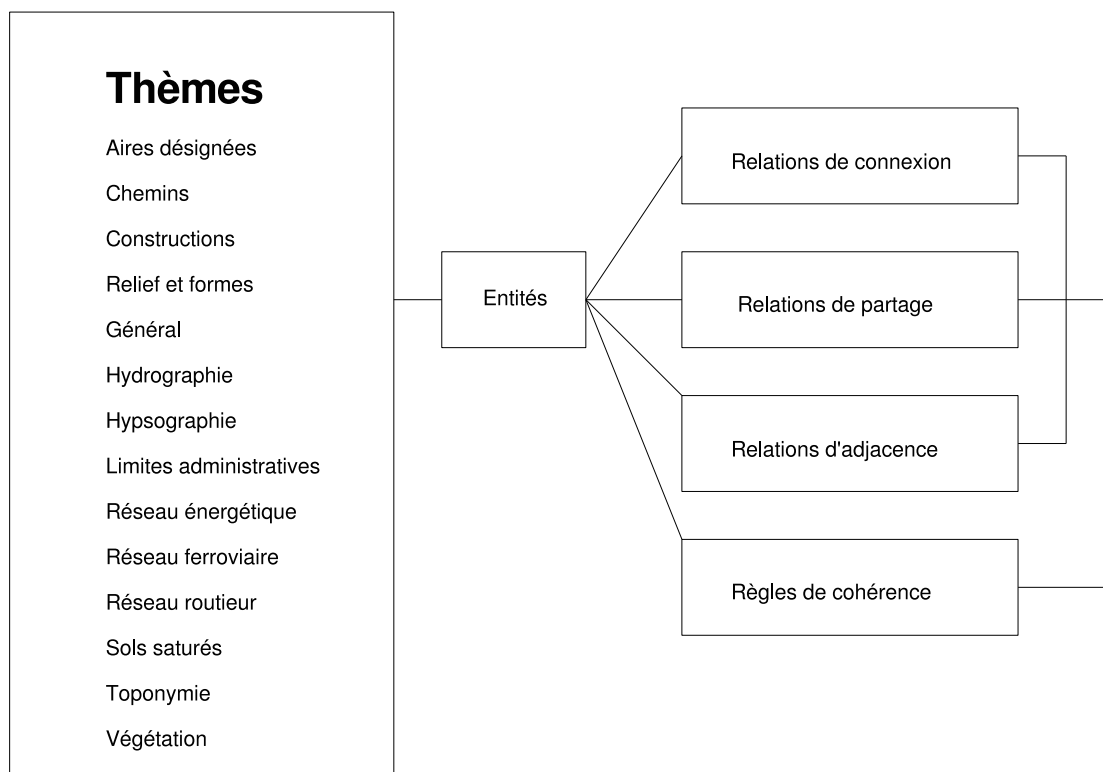 Thèmes
Aires désignées
Chemins
Constructions
Relief et formes
Général
Hydrographie
Hypsographie
Limites administratives
Réseau énergétique
Réseau ferroviaire
Réseau routieur
Sols saturés
Toponymie
Végétation
Entités
Relations de connexion
Relations de partage
Relations d'adjacence
Règles de cohérence